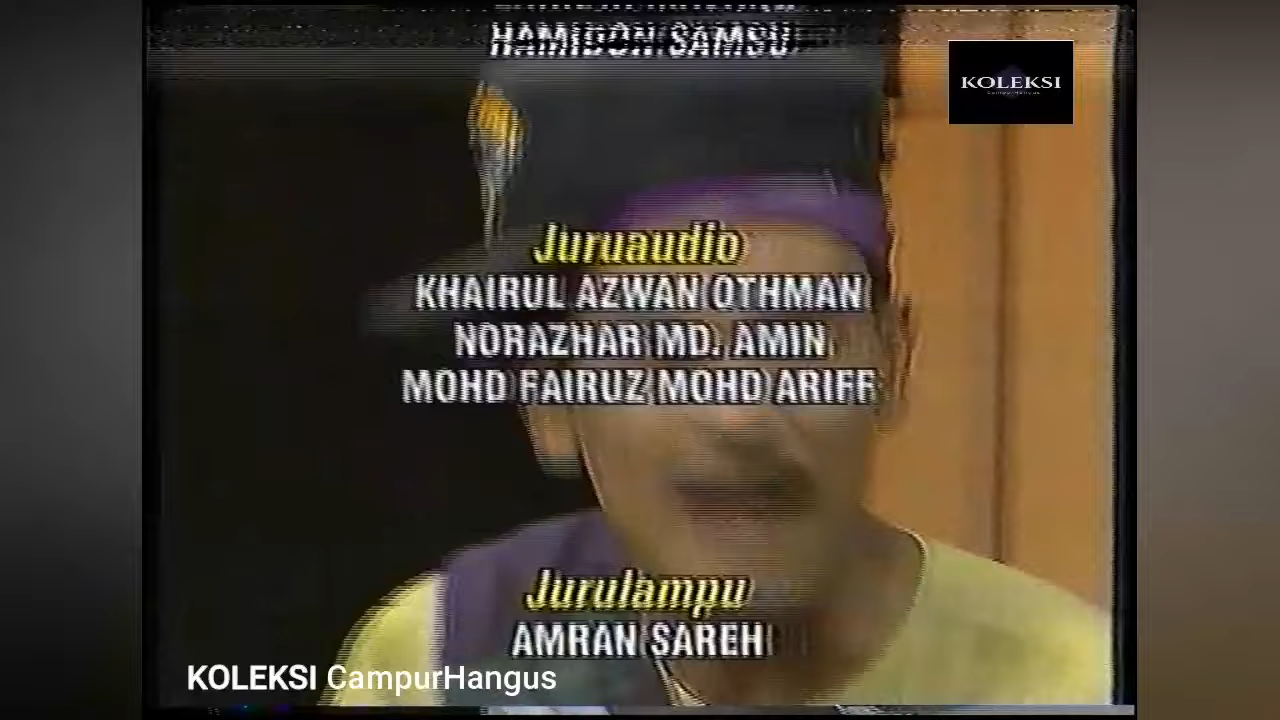 HAMIDON SAMSU
KOLEKSI
CampurHangus
Juruaudio
KHAIRUL AZWAN OTHMAN
NORAZHAR MD. AMIN
MOHD FAIRUZ MOHD ARIFF
Jurulampu
AMRAN SAREH
KOLEKSI CampurHangus